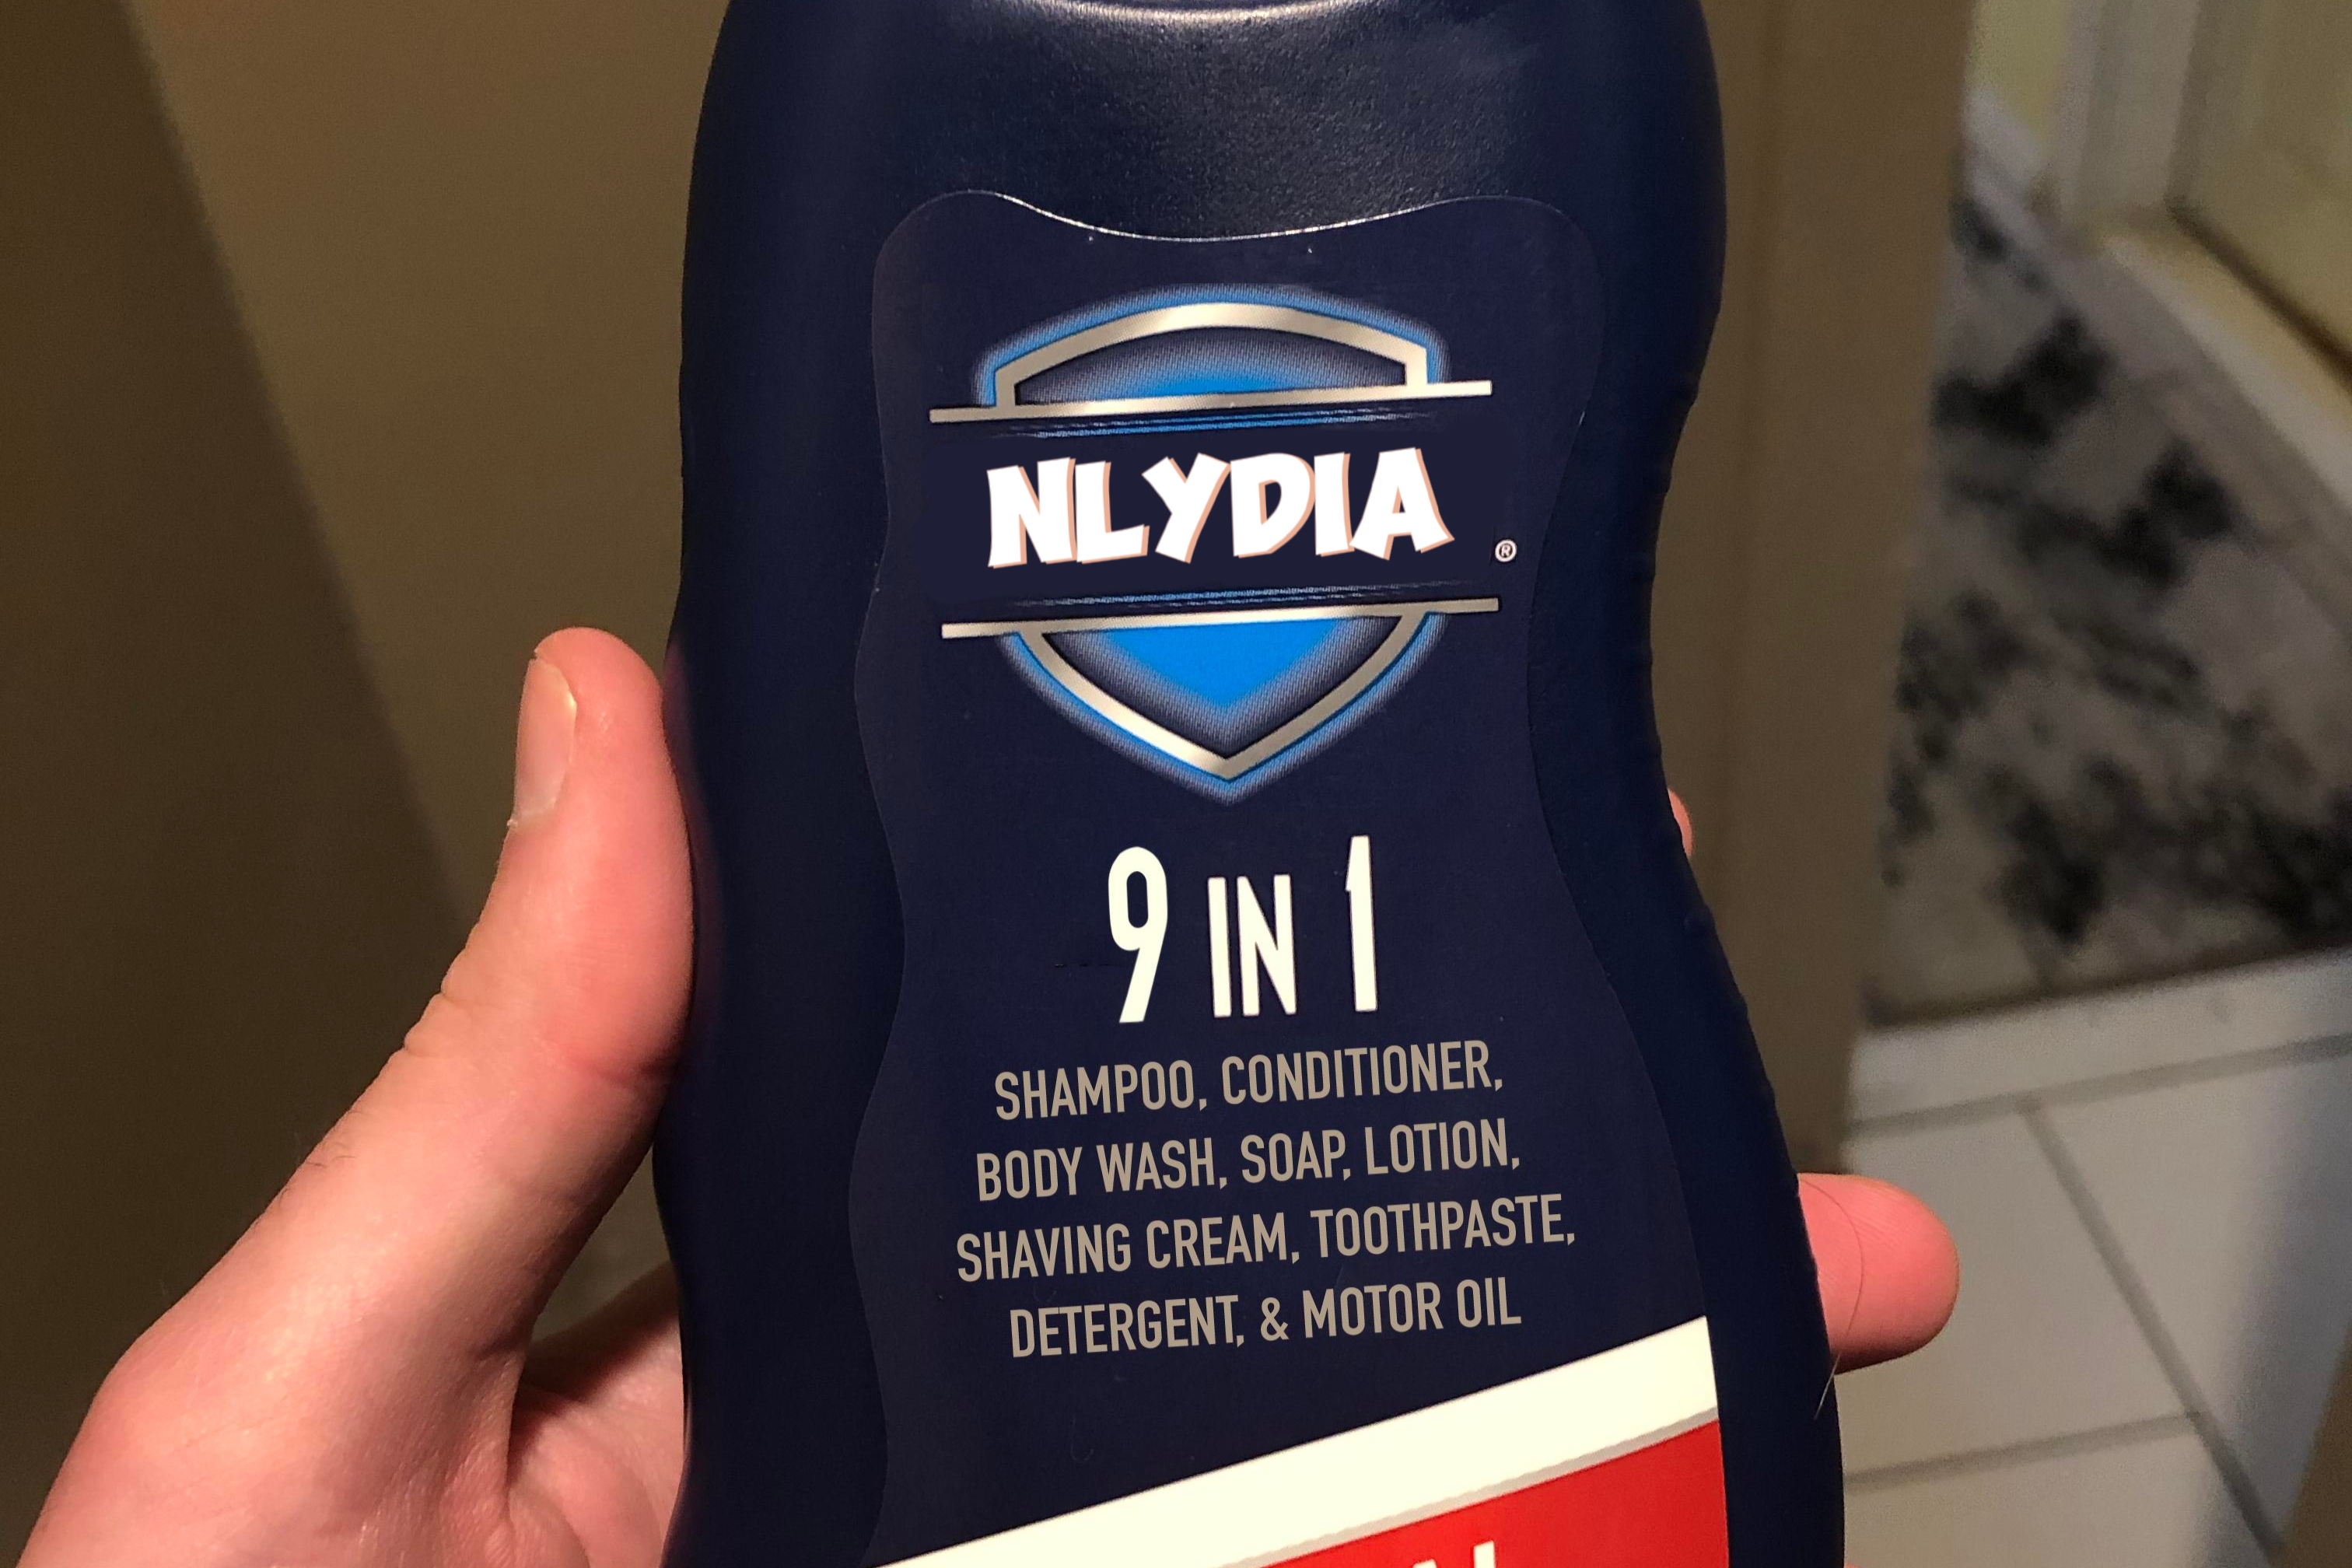 NLYDIA
®
9 IN 1
SHAMPOO, CONDITIONER,
BODY WASH, SOAP, LOTION,
SHAVING CREAM, TOOTHPASTE,
DETERGENT, & MOTOR OIL